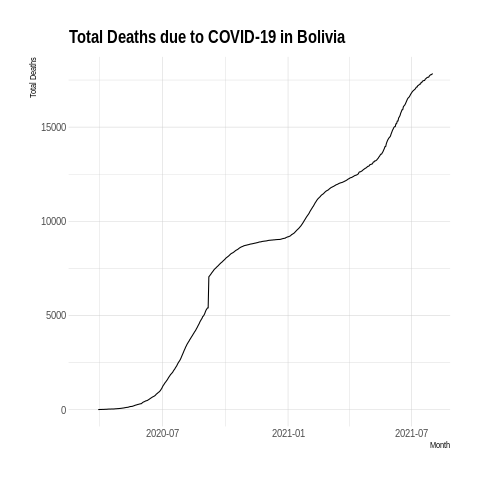 Total Deaths due to COVID-19 in Bolivia
Total Deaths
15000
10000
5000
0
2020-07 2021-01 2021-07
Month